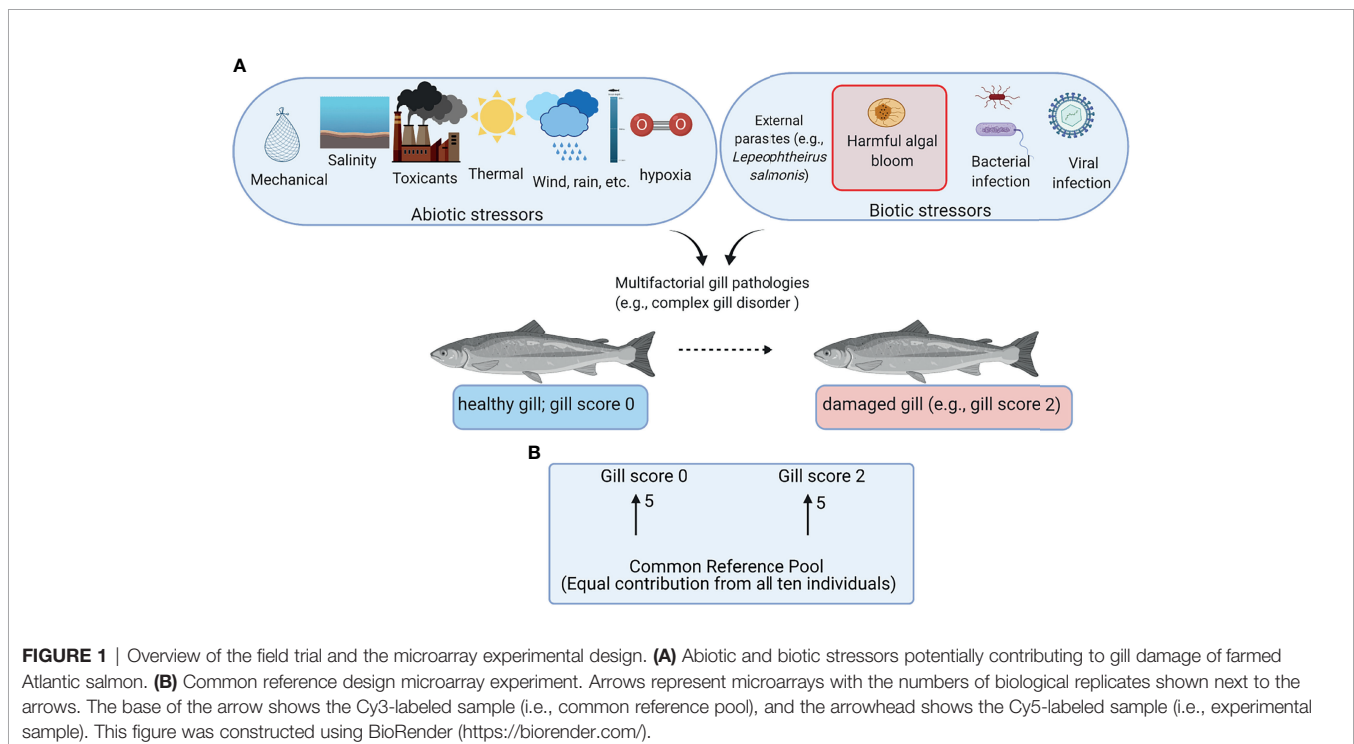 A
Mechanical
Salinity
Toxicants
Thermal
Wind, rain, etc.
O O
hypoxia
Abiotic stressors
External
parastes (e.g.,
Lepeophtheirus
salmonis)
Harmful algal
bloom
Bacterial
infection
Viral
infection
Biotic stressors
Multifactorial gill pathologies
(e.g., complex gill disorder )
healthy gill; gill score 0
damaged gill (e.g., gill score 2)
B
Gill score 0
Gill score 2
5
5
Common Reference Pool
(Equal contribution from all ten individuals)
FIGURE 1 | Overview of the field trial and the microarray experimental design. (A) Abiotic and biotic stressors potentially contributing to gill damage of farmed
Atlantic salmon. (B) Common reference design microarray experiment. Arrows represent microarrays with the numbers of biological replicates shown next to the
arrows. The base of the arrow shows the Cy3-labeled sample (i.e., common reference pool), and the arrowhead shows the Cy5-labeled sample (i.e., experimental
sample). This figure was constructed using BioRender (https://biorender.com/).